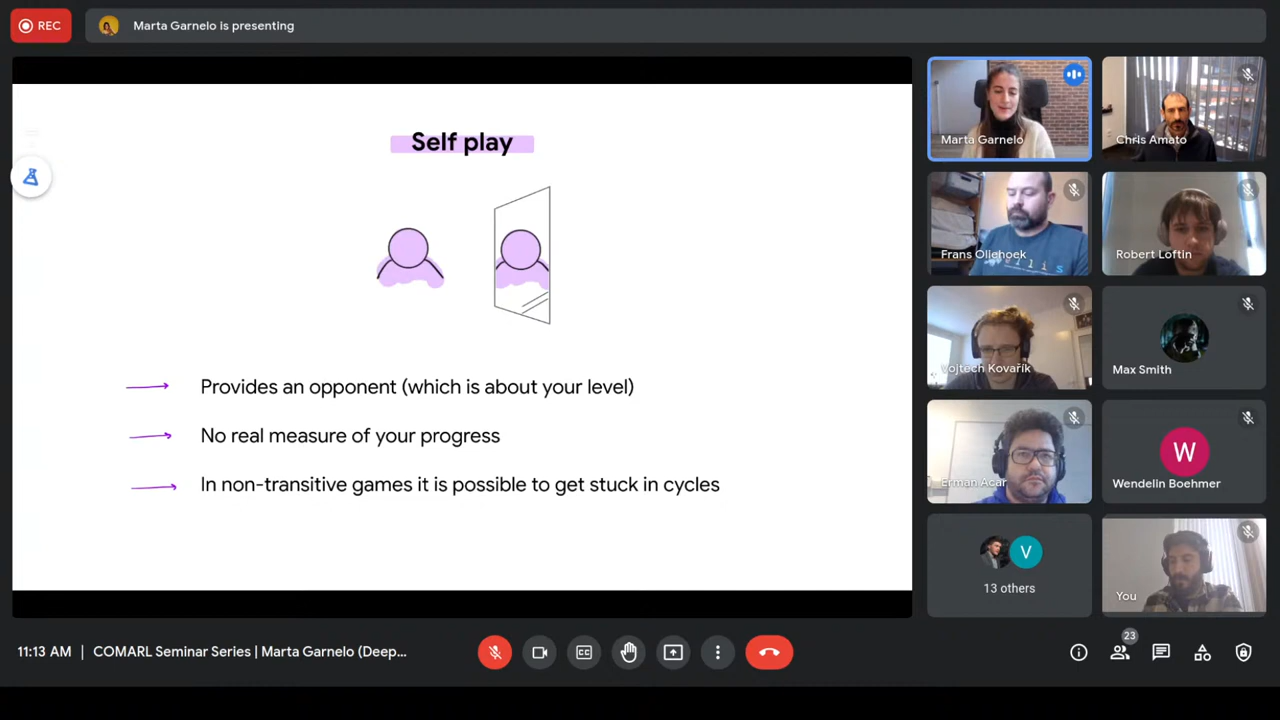 REC
Marta Garnelo is presenting
Self play
Provides an opponent (which is about your level)
No real measure of your progress
In non-transitive games it is possible to get stuck in cycles
Marta Garnelo
Chris Amato
Frans Oliehoek
Robert Loftin
Vojtech Kovařík
Max Smith
Erman Acar
W
Wendelin Boehmer
V
13 others
You
11:13 AM | COMARL Seminar Series | Marta Garnelo (Deep...
23